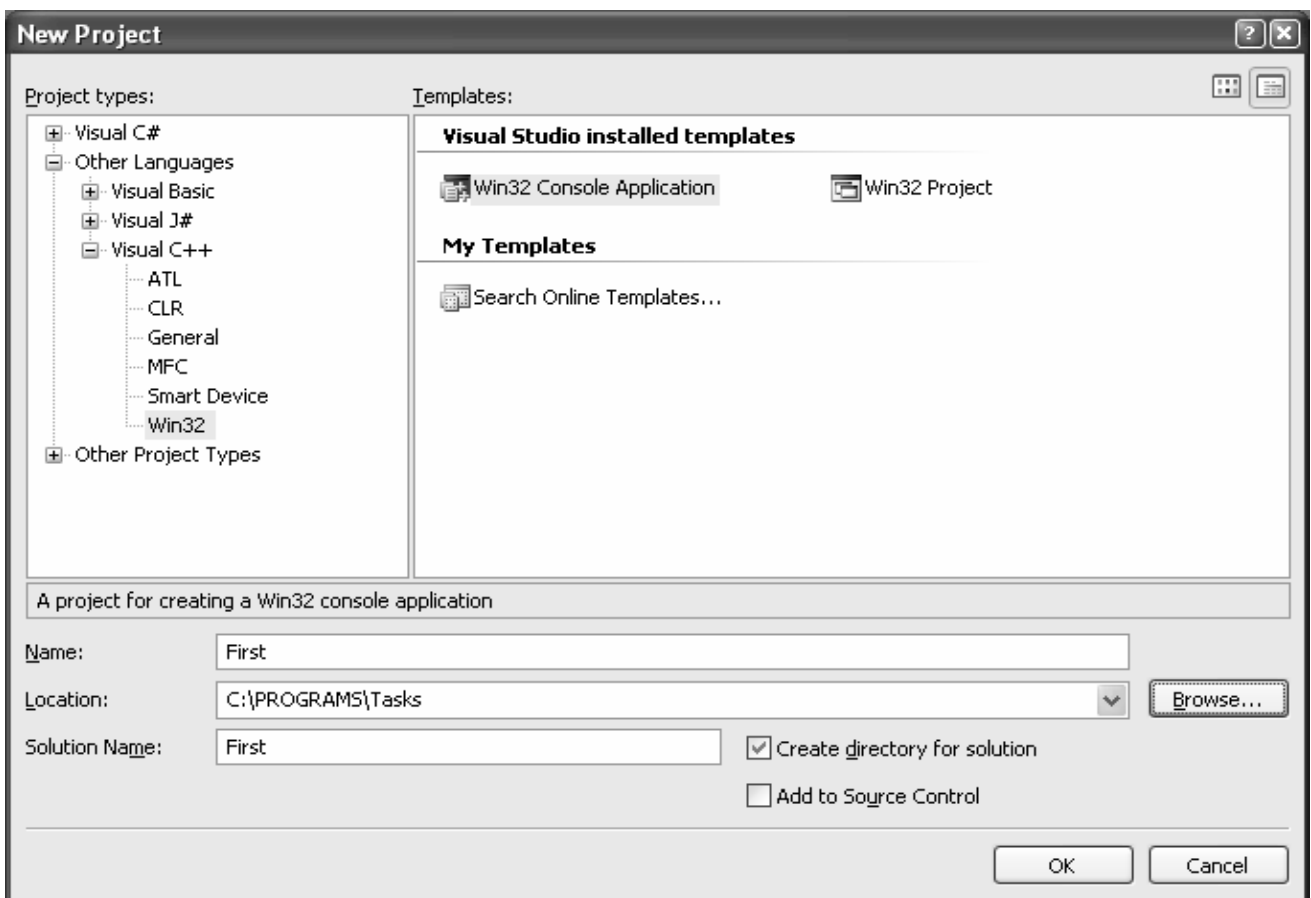 New Project
Project types:
Templates:
Visual C#
Other Languages
Visual Basic
Visual J#
Visual C++
ATL
CLR
General
MFC
Smart Device
Win32
Other Project Types
Visual Studio installed templates
Win32 Console Application
Win32 Project
My Templates
Search Online Templates...
A project for creating a Win32 console application
Name: First
Location: C:\PROGRAMS\Tasks Browse...
Solution Name: First Create directory for solution
Add to Source Control
OK Cancel